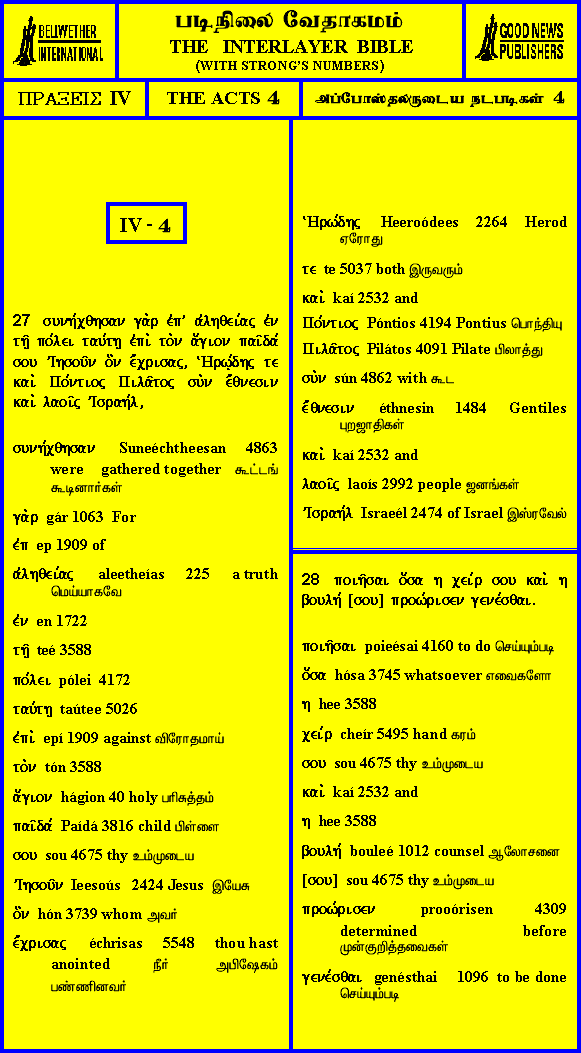 BELLWETHER
INTERNATIONAL
படிநிலை வேதாகமம்
THE INTERLAYER BIBLE
(WITH STRONG'S NUMBERS)
GOOD NEWS
PUBLISHERS
ΠΡΑΞΕΙΣ IV
THE ACTS 4
அப்போஸ்தலருடைய நடபடிகள் 4
IV - 4
27 συνήχθησαν γὰρ ἐπ' ἀληθείας ἐν
τῇ πόλει ταύτῃ ἐπὶ τὸν ἅγιον παῖδά
σου Ἰησοῦν ὃν ἔχρισας, Ἡρῴδης τε
καὶ Πόντιος Πιλᾶτος σὺν ἔθνεσιν
καὶ λαοῖς Ἰσραήλ,
συνήχθησαν Suneéchtheesan 4863
were gathered together கூட்டங்
கூடினார்கள்
γὰρ gár 1063 For
ἐπ ep 1909 of
ἀληθείας aleetheías 225 a truth
மெய்யாகவே
ἐν en 1722
τῇ teé 3588
πόλει pólei 4172
ταύτῃ taútee 5026
ἐπὶ epí 1909 against விரோதமாய்
τὸν tón 3588
ἅγιον hágion 40 holy பரிசுத்தம்
παῖδά Paídá 3816 child பிள்ளை
σου sou 4675 thy உம்முடைய
Ἰησοῦν Ieesoús 2424 Jesus இயேசு
ὃν hón 3739 whom அவர்
ἔχρισας échrisas 5548 thou hast
anointed நீர் அபிஷேகம்
பண்ணினவர்
Ἡρῴδης Heeroódees 2264 Herod
ஏரோது
τε te 5037 both இருவரும்
καὶ kaí 2532 and
Πόντιος Póntios 4194 Pontius பொந்தியு
Πιλᾶτος Pilátos 4091 Pilate பிலாத்து
σὺν sún 4862 with கூட
ἔθνεσιν éthnesin 1484 Gentiles
புறஜாதிகள்
καὶ kaí 2532 and
λαοῖς laoís 2992 people ஜனங்கள்
Ἰσραήλ Israeél 2474 of Israel இஸ்ரவேல்
28 ποιῆσαι ὅσα η χείρ σου καὶ η
βουλή [σου] προώρισεν γενέσθαι.
ποιῆσαι poieésai 4160 to do செய்யும்படி
ὅσα hósa 3745 whatsoever எவைகளோ
η hee 3588
χείρ cheír 5495 hand கரம்
σου sou 4675 thy உம்முடைய
καὶ kaí 2532 and
η hee 3588
βουλή bouleé 1012 counsel ஆலோசனை
[σου] sou 4675 thy உம்முடைய
προώρισεν prooórisen 4309
determined before
முன்குறித்தவைகள்
γενέσθαι genésthai 1096 to be done
செய்யும்படி